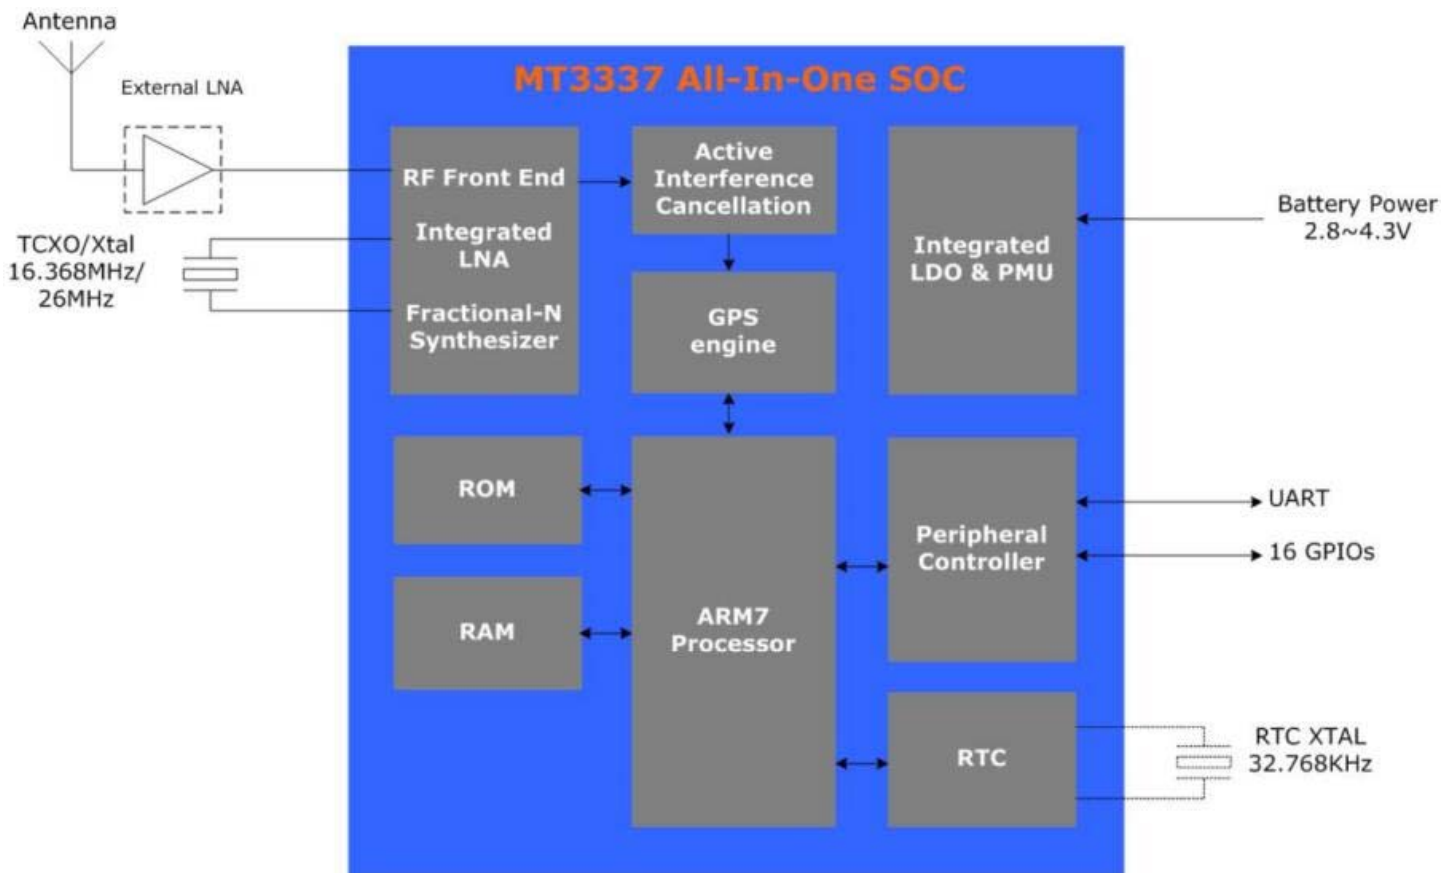 Antenna
External LNA
TCXO/Xtal
16.368MHz/
26MHz
MT3337 All-In-One SOC
RF Front End
Integrated
LNA
Fractional-N
Synthesizer
Active
Interference
Cancellation
GPS
engine
Integrated
LDO & PMU
Battery Power
2.8~4.3V
ROM
RAM
ARM7
Processor
Peripheral
Controller
UART
16 GPIOs
RTC
RTC XTAL
32.768KHz